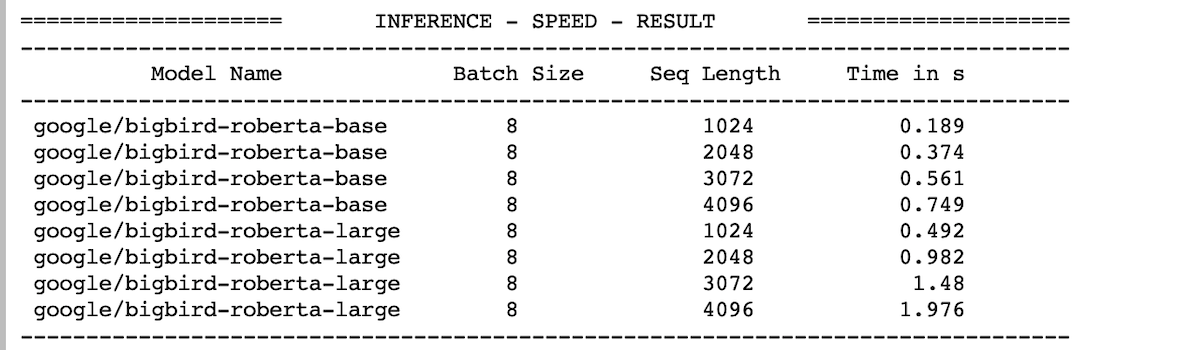 ==================== INFERENCE - SPEED - RESULT ====================
--------------------------------------------------------------------------------
Model Name Batch Size Seq Length Time in s
--------------------------------------------------------------------------------
google/bigbird-roberta-base 8 1024 0.189
google/bigbird-roberta-base 8 2048 0.374
google/bigbird-roberta-base 8 3072 0.561
google/bigbird-roberta-base 8 4096 0.749
google/bigbird-roberta-large 8 1024 0.492
google/bigbird-roberta-large 8 2048 0.982
google/bigbird-roberta-large 8 3072 1.48
google/bigbird-roberta-large 8 4096 1.976
--------------------------------------------------------------------------------